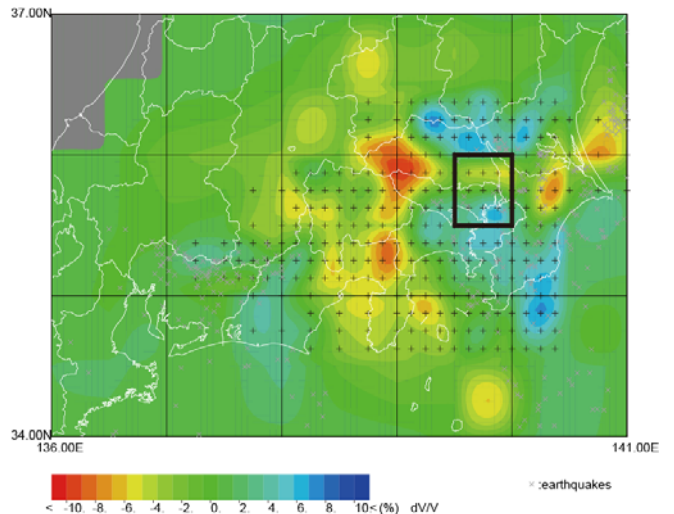 37.00N
34.00N
136.00E 141.00E
< -10. -8. -6. -4. -2. 0. 2. 4. 6. 8. 10< (%) dV/V
×:earthquakes